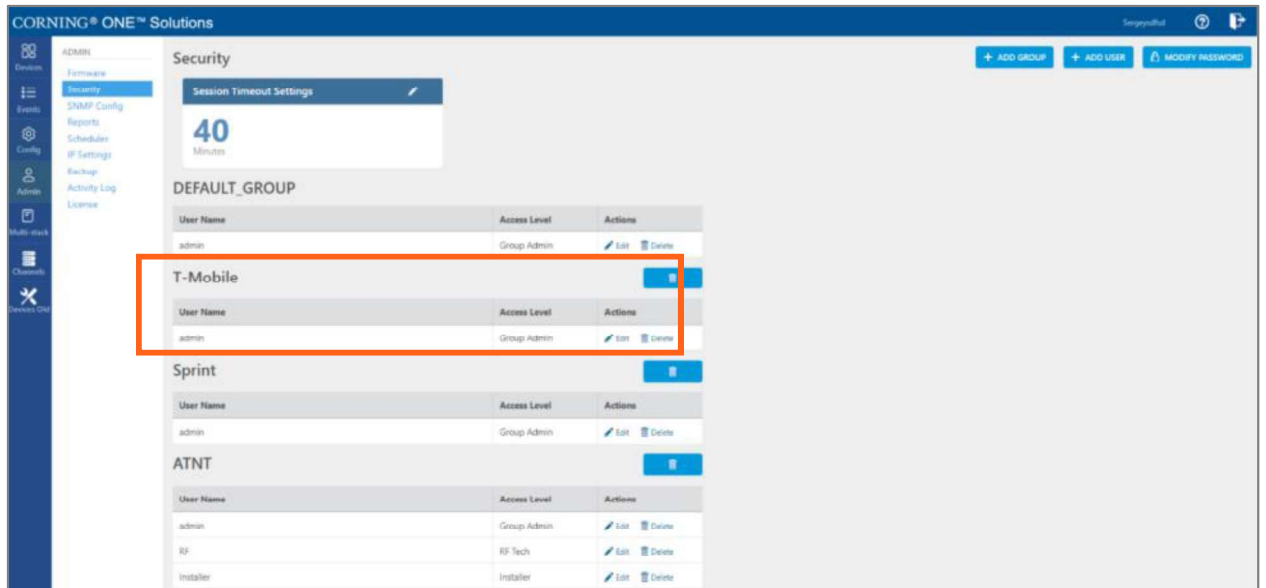 CORNING® ONE™ Solutions
Devices
ADMIN
Security
+ ADD GROUP
+ ADD USER
MODIFY PASSWORD
Firmware
Security
Session Timeout Settings
Events
SNMP Config
Reports
40
Config
Scheduler
Minutes
IP Settings
Backup
Admin
Activity Log
DEFAULT_GROUP
License
Multi-stack
User Name Access Level Actions
admin Group Admin Edit Delete
Channels
T-Mobile
Devices Old
User Name Access Level Actions
admin Group Admin Edit Delete
Sprint
User Name Access Level Actions
admin Group Admin Edit Delete
ATNT
User Name Access Level Actions
admin Group Admin Edit Delete
RF RF Tech Edit Delete
Installer Installer Edit Delete